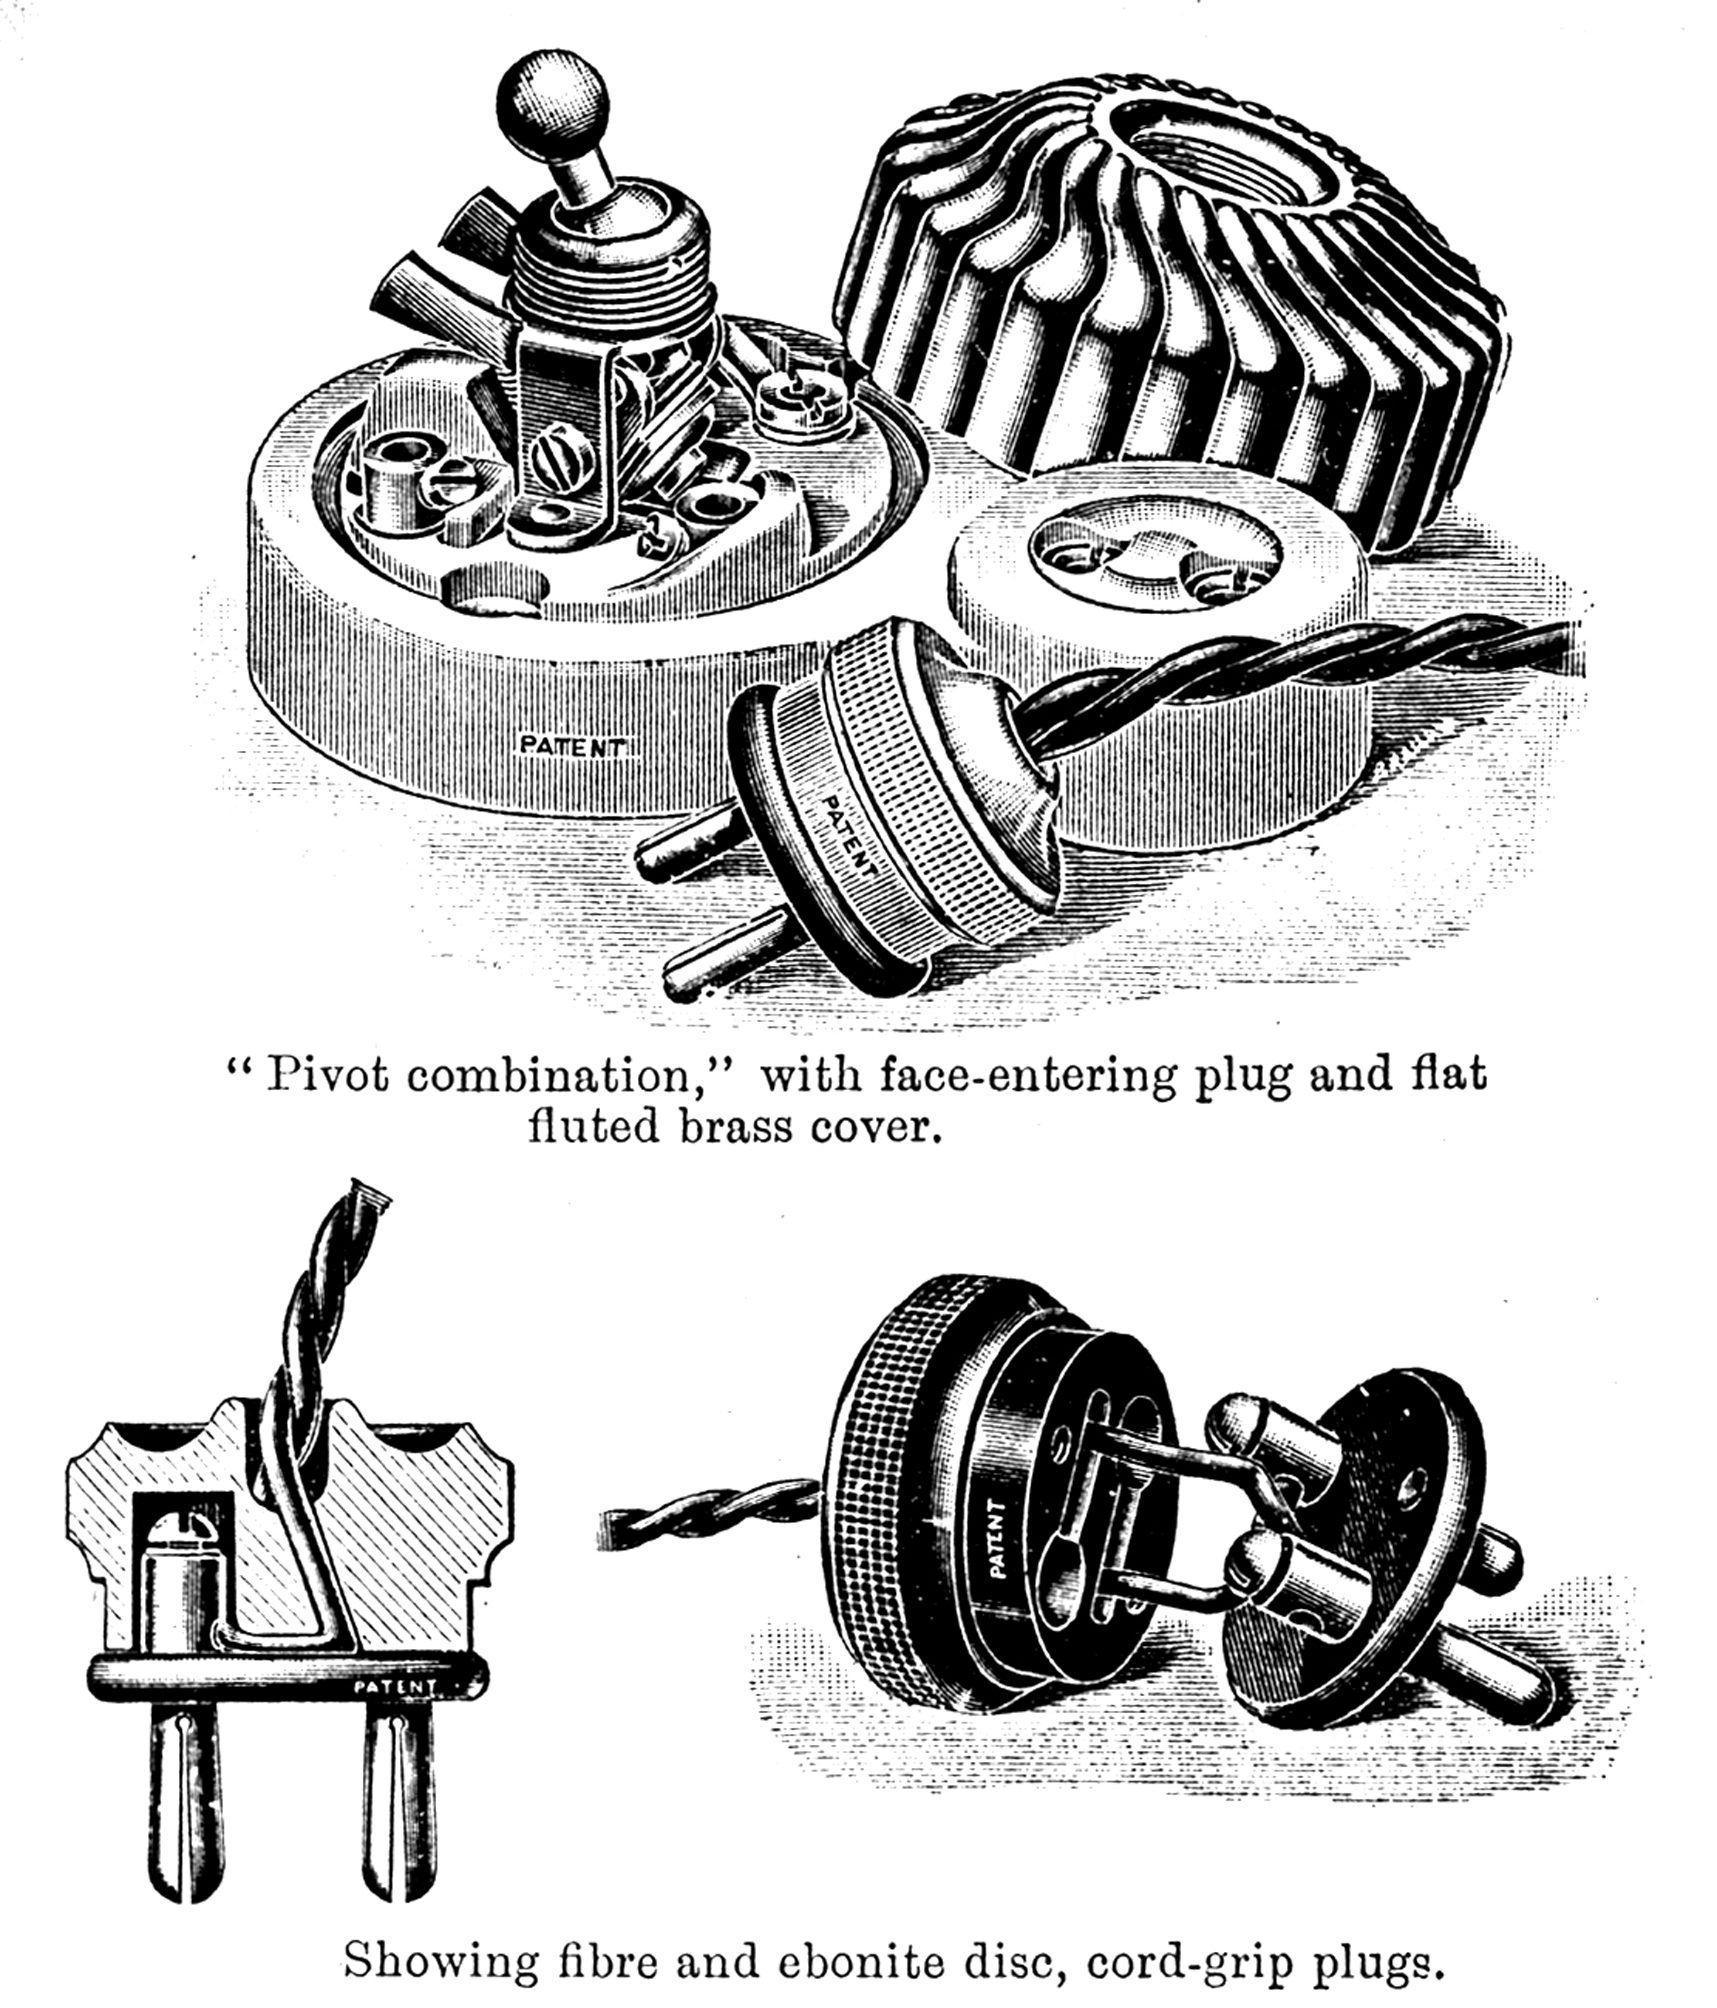 PATENT
PATENT
“Pivot combination,” with face-entering plug and flat
fluted brass cover.
PATENT
PATENT
Showing fibre and ebonite disc, cord-grip plugs.